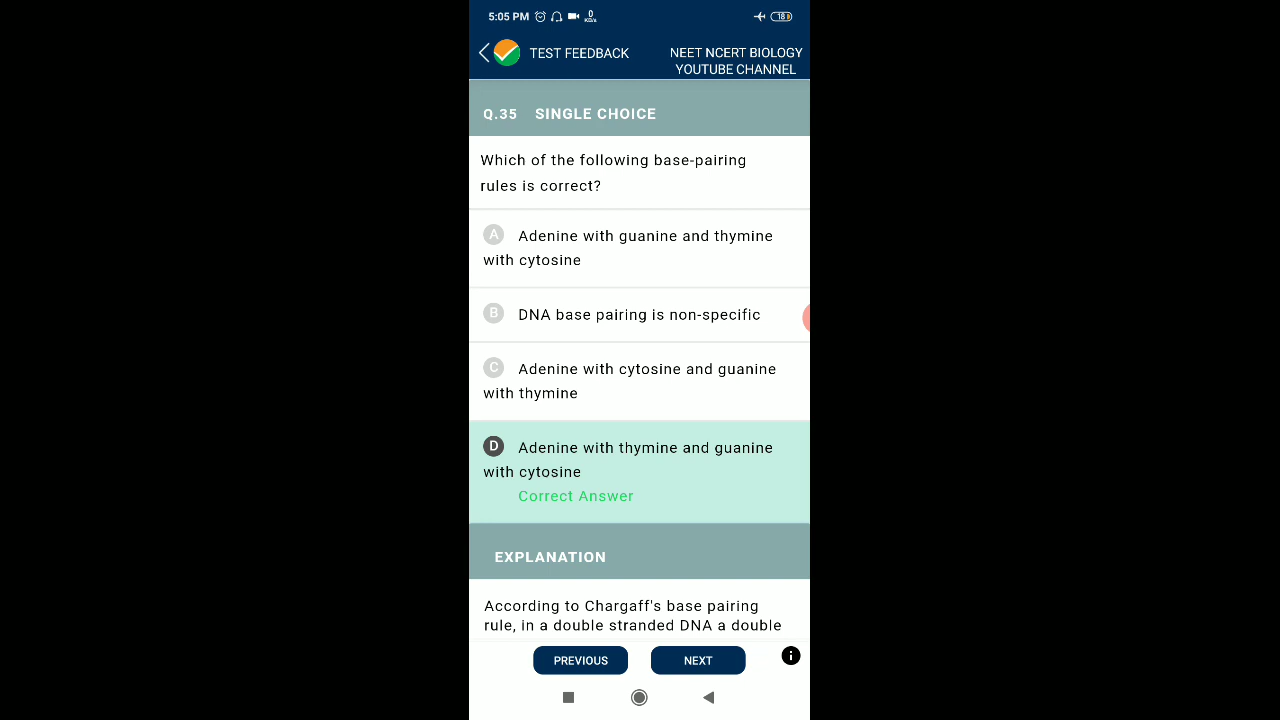 5:05 PM 0 KB/s 18
TEST FEEDBACK
NEET NCERT BIOLOGY
YOUTUBE CHANNEL
Q.35 SINGLE CHOICE
Which of the following base-pairing
rules is correct?
A Adenine with guanine and thymine
with cytosine
B DNA base pairing is non-specific
C Adenine with cytosine and guanine
with thymine
D Adenine with thymine and guanine
with cytosine
Correct Answer
EXPLANATION
According to Chargaff's base pairing
rule, in a double stranded DNA a double
PREVIOUS NEXT